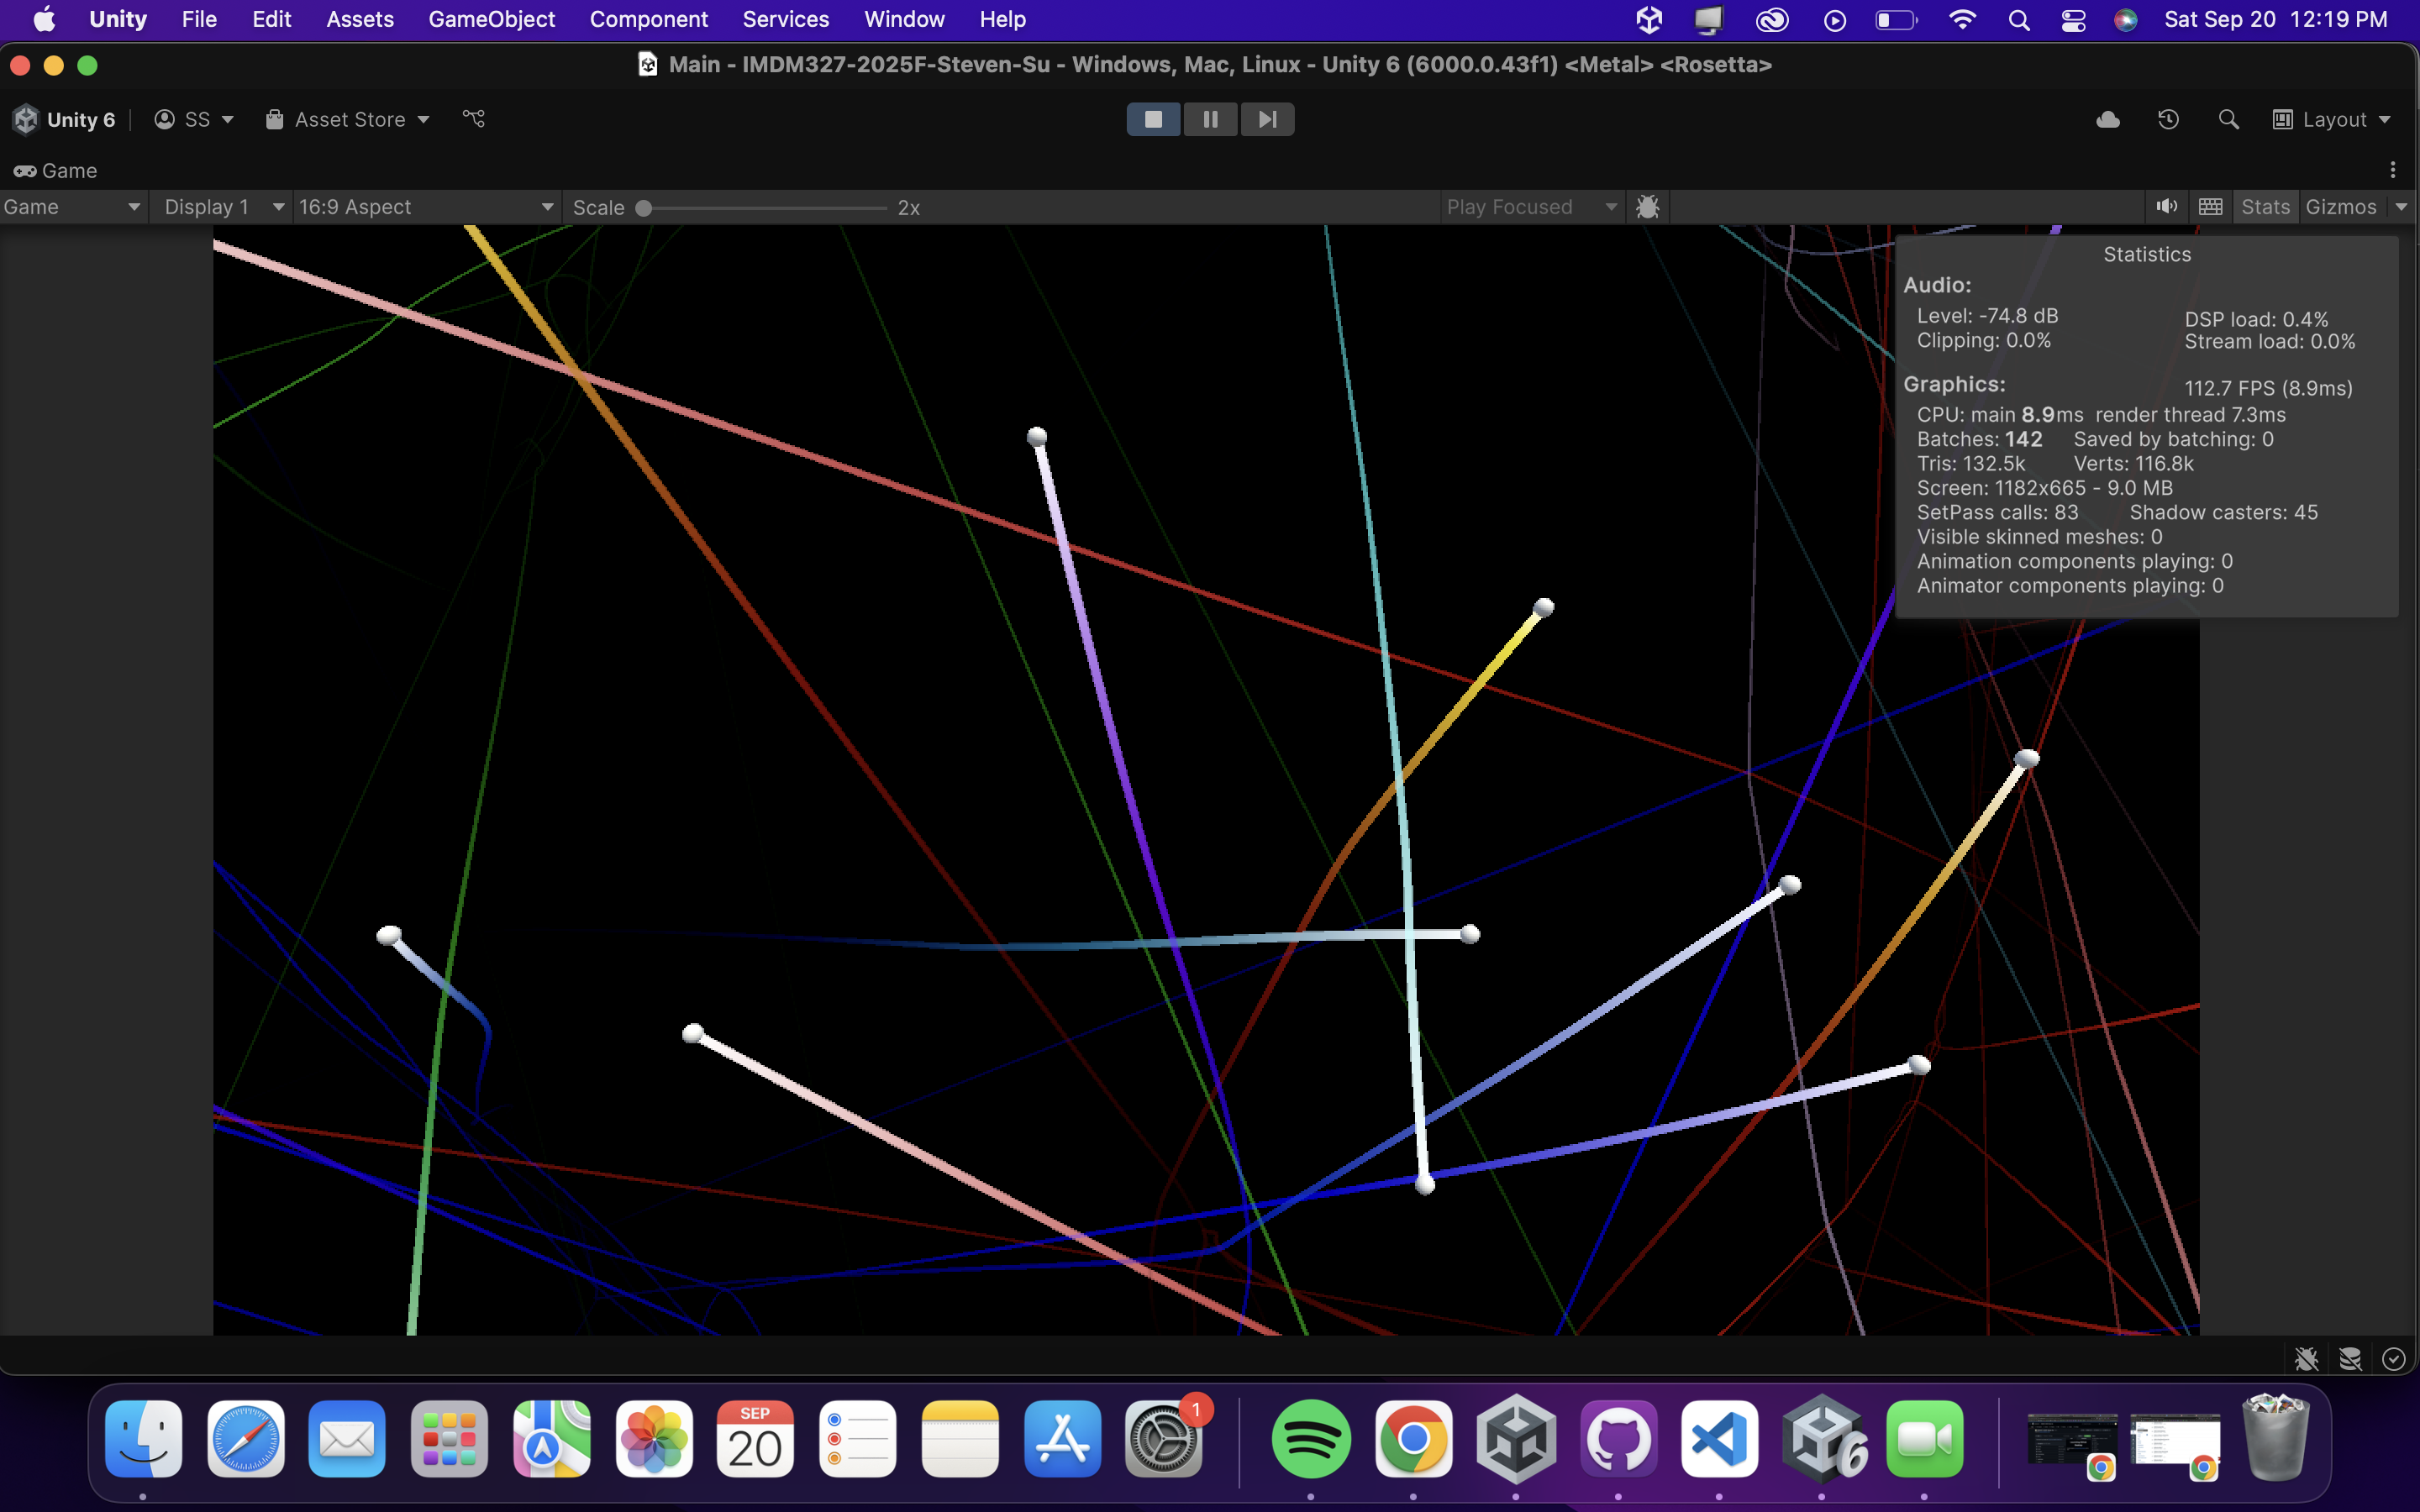 Unity File Edit Assets GameObject Component Services Window Help Sat Sep 20 12:19 PM
Main - IMDM327-2025F-Steven-Su - Windows, Mac, Linux - Unity 6 (6000.0.43f1) <Metal> <Rosetta>
Unity 6 SS Asset Store Layout
Game
Game Display 1 16:9 Aspect Scale 2x Play Focused Stats Gizmos
Statistics
Audio:
Level: -74.8 dB DSP load: 0.4%
Clipping: 0.0% Stream load: 0.0%
Graphics: 112.7 FPS (8.9ms)
CPU: main 8.9ms render thread 7.3ms
Batches: 142 Saved by batching: 0
Tris: 132.5k Verts: 116.8k
Screen: 1182x665 - 9.0 MB
SetPass calls: 83 Shadow casters: 45
Visible skinned meshes: 0
Animation components playing: 0
Animator components playing: 0
SEP 1
20 6